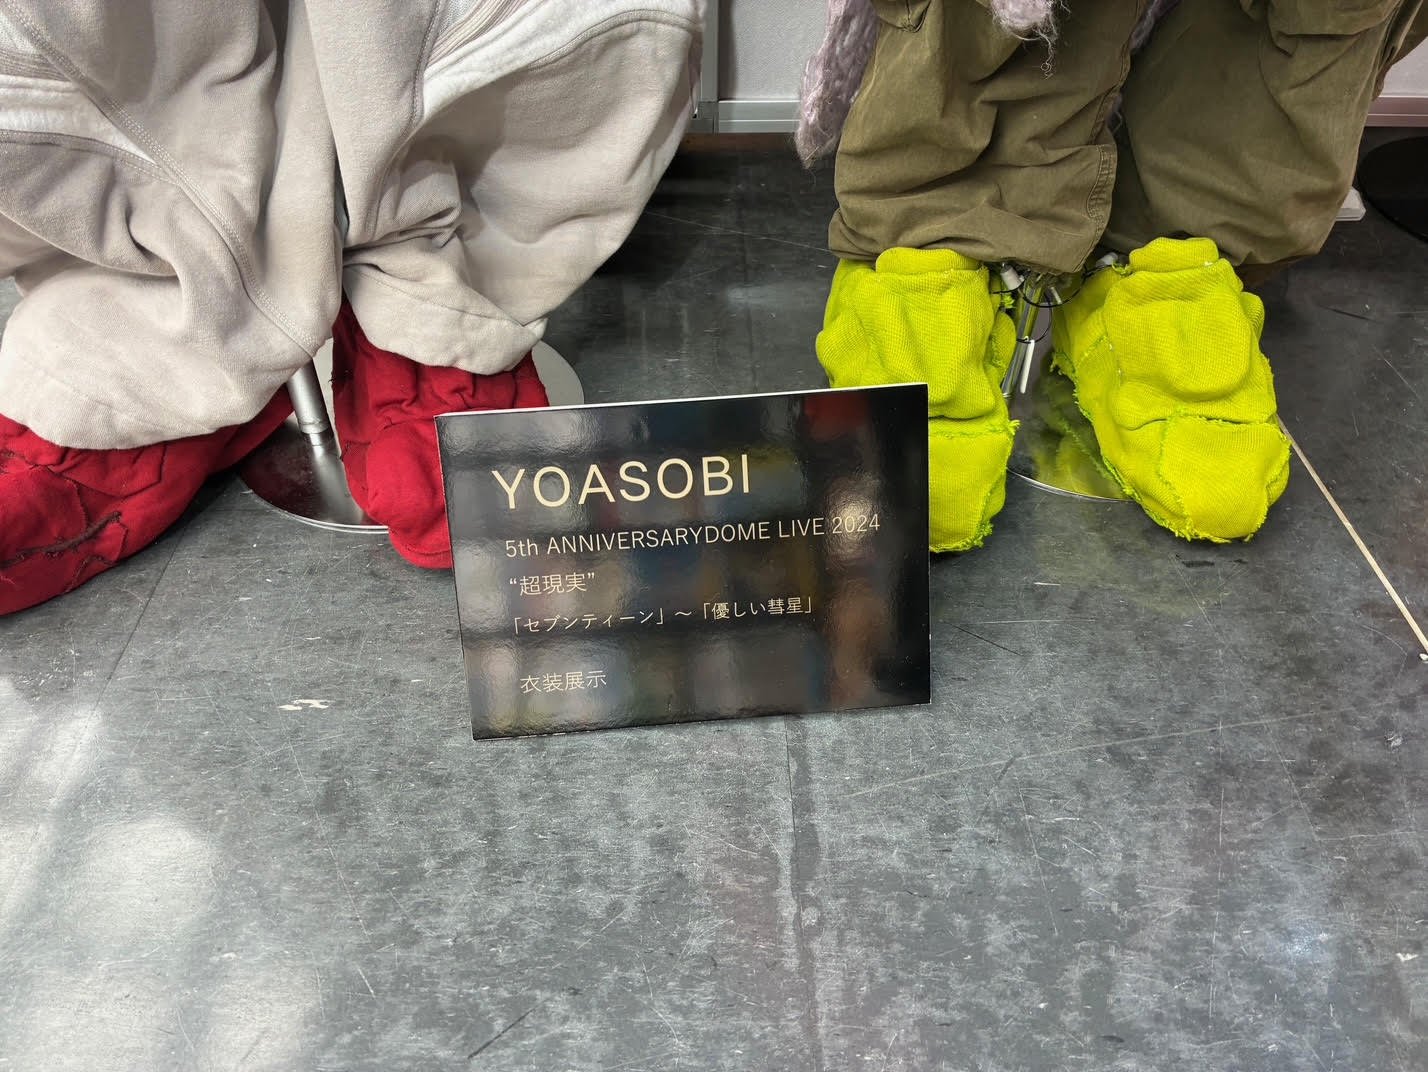 YOASOBI
5th ANNIVERSARYDOME LIVE 2024
“超現実”
「セブンティーン」～「優しい彗星」
衣装展示